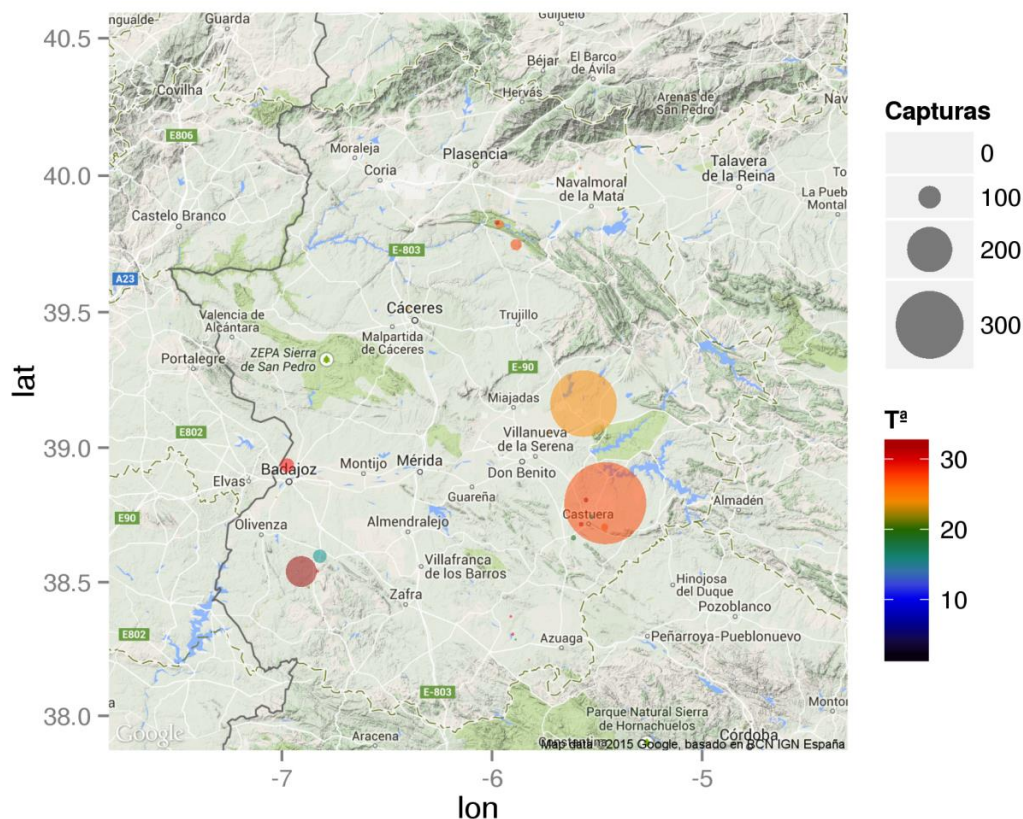 40.5
40.0
39.5
39.0
38.5
38.0
lat
-7
-6
-5
lon
Guarda
Guijuelo
Covilha
Béjar
El Barco
de Ávila
Hervás
Arenas de
San Pedro
E806
Moraleja
Plasencia
Coria
Navalmoral
de la Mata
Talavera
de la Reina
La Pueb
Montal
Castelo Branco
E-803
A23
Valencia de
Alcántara
Cáceres
Trujillo
Malpartida
de Cáceres
Portalegre
ZEPA Sierra
de San Pedro
E-90
Miajadas
E802
Villanueva
de la Serena
Badajoz
Montijo
Mérida
Don Benito
Elvas
Guareña
E90
Olivenza
Almendralejo
Castuera
Almadén
Villafranca
de los Barros
Zafra
Hinojosa
del Duque
Pozoblanco
E802
Azuaga
Peñarroya-Pueblonuevo
E-803
Parque Natural Sierra
de Hornachuelos
Córdoba
Aracena
Constantina
Google
Map data ©2015 Google, basado en BCN IGN España
Capturas
0
100
200
300
Tª
30
20
10